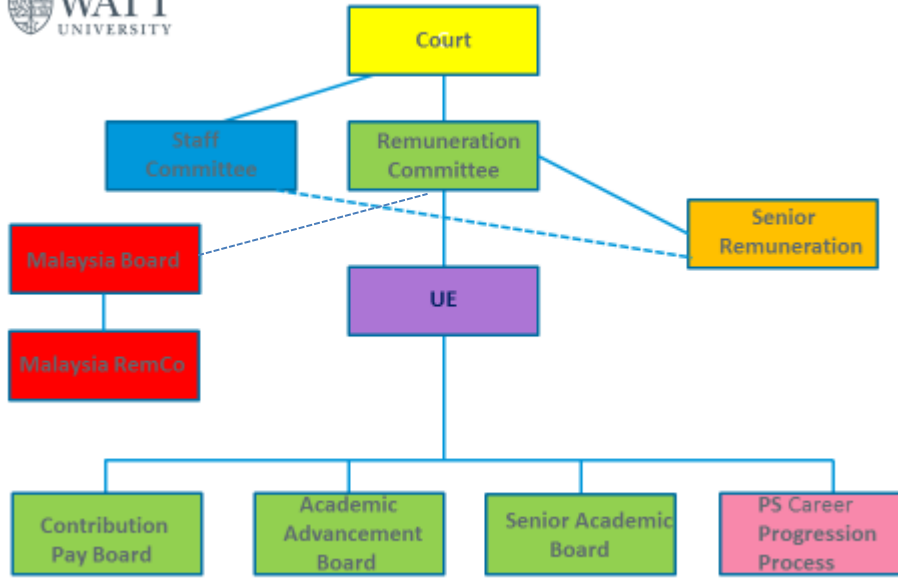 WATT
UNIVERSITY
Court
Staff
Committee
Remuneration
Committee
Senior
Remuneration
Malaysia Board
UE
Malaysia RemCo
Contribution
Pay Board
Academic
Advancement
Board
Senior Academic
Board
PS Career
Progression
Process